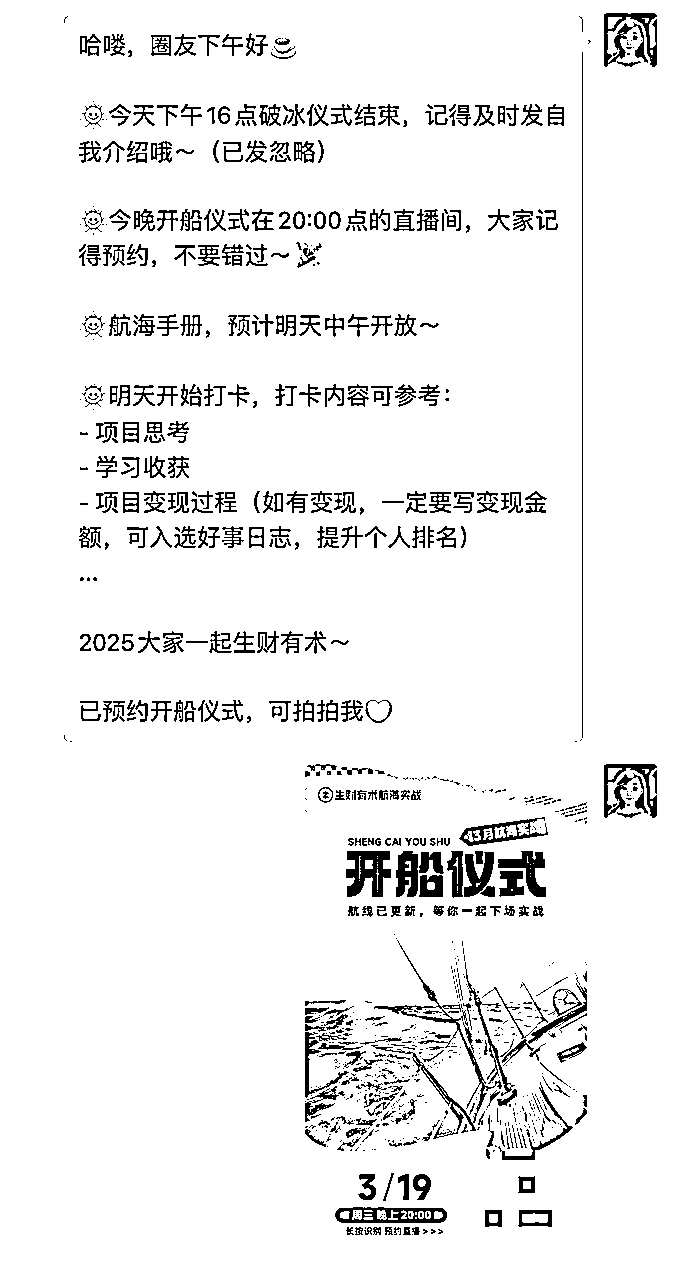 哈喽，圈友下午好☕
🌞今天下午16点破冰仪式结束，记得及时发自
我介绍哦～（已发忽略）
🌞今晚开船仪式在20:00点的直播间，大家记
得预约，不要错过～🎉
🌞航海手册，预计明天中午开放～
🌞明天开始打卡，打卡内容可参考：
- 项目思考
- 学习收获
- 项目变现过程（如有变现，一定要写变现金
额，可入选好事日志，提升个人排名）
...
2025大家一起生财有术～
已预约开船仪式，可拍拍我♡
生财有术航海实战
SHENG CAI YOU SHU
3月航海实战
开船仪式
航线已更新，等你一起下场实战
3/19
周三 晚上 20:00
长按识别 预约直播 >>>